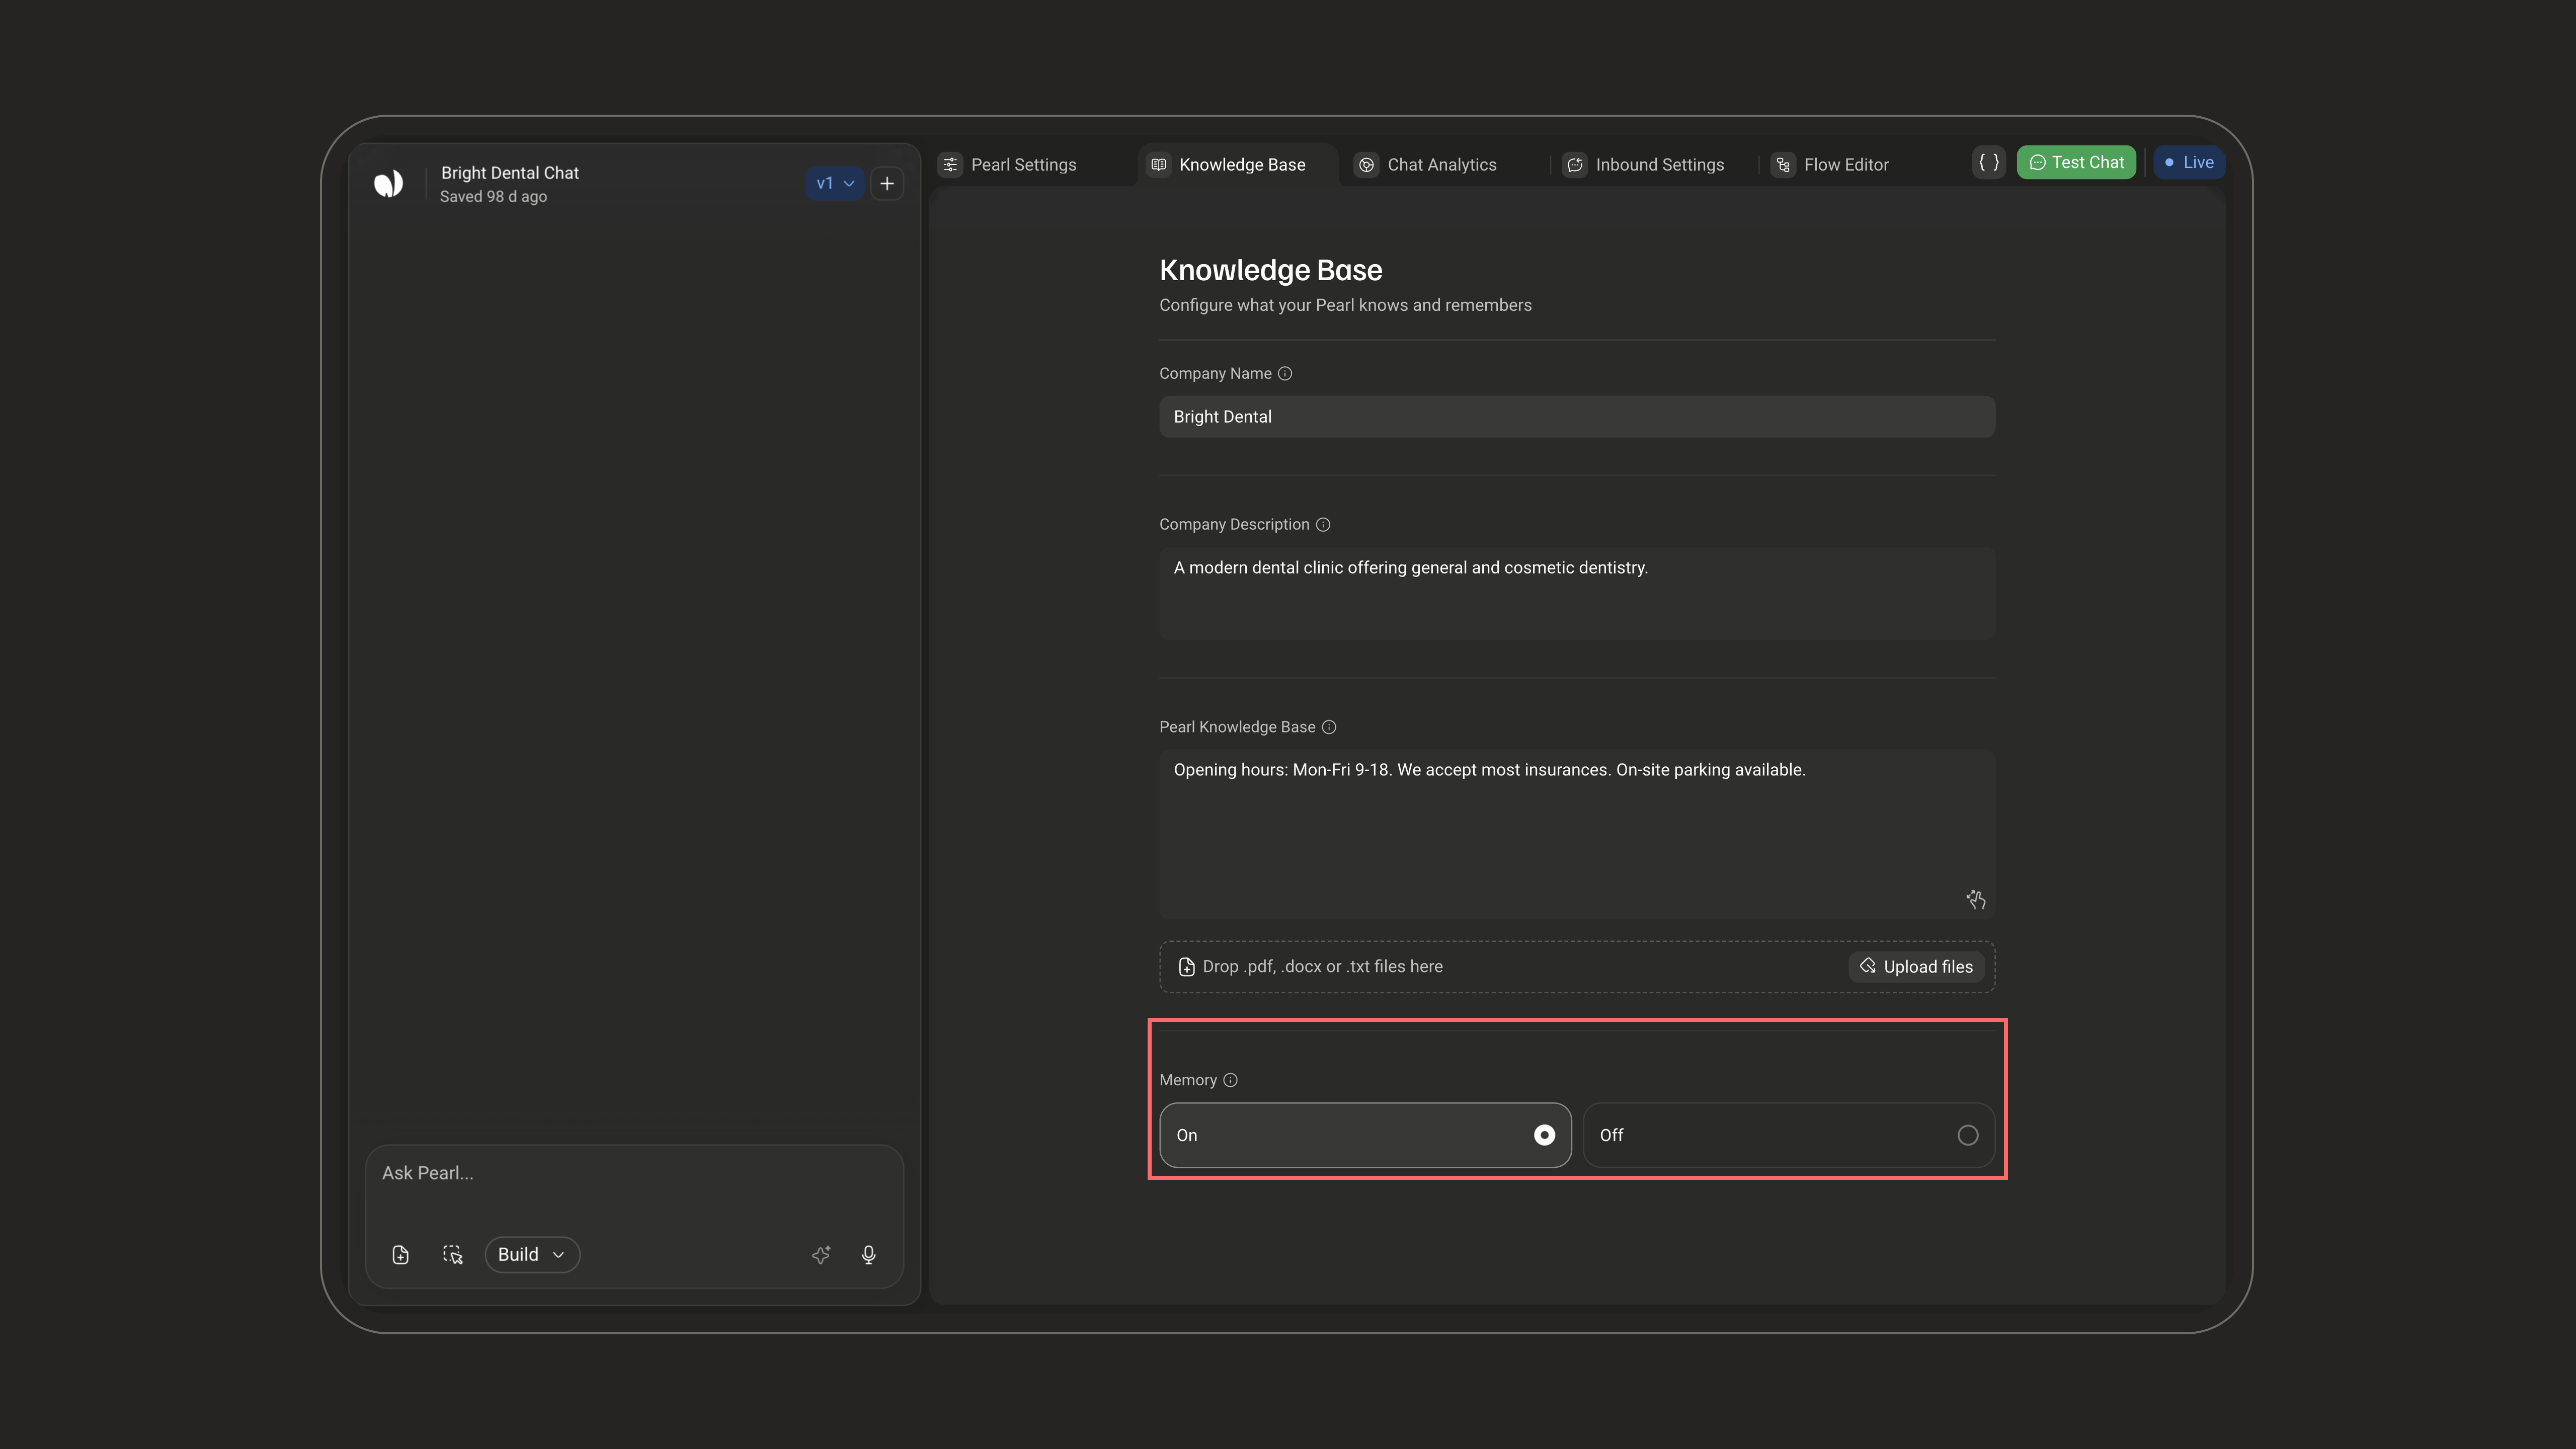 Bright Dental Chat
Saved 98 d ago
v1
Pearl Settings
Knowledge Base
Chat Analytics
Inbound Settings
Flow Editor
{ }
Test Chat
Live
Knowledge Base
Configure what your Pearl knows and remembers
Company Name
Bright Dental
Company Description
A modern dental clinic offering general and cosmetic dentistry.
Pearl Knowledge Base
Opening hours: Mon-Fri 9-18. We accept most insurances. On-site parking available.
Drop .pdf, .docx or .txt files here
Upload files
Memory
On
Off
Ask Pearl...
Build